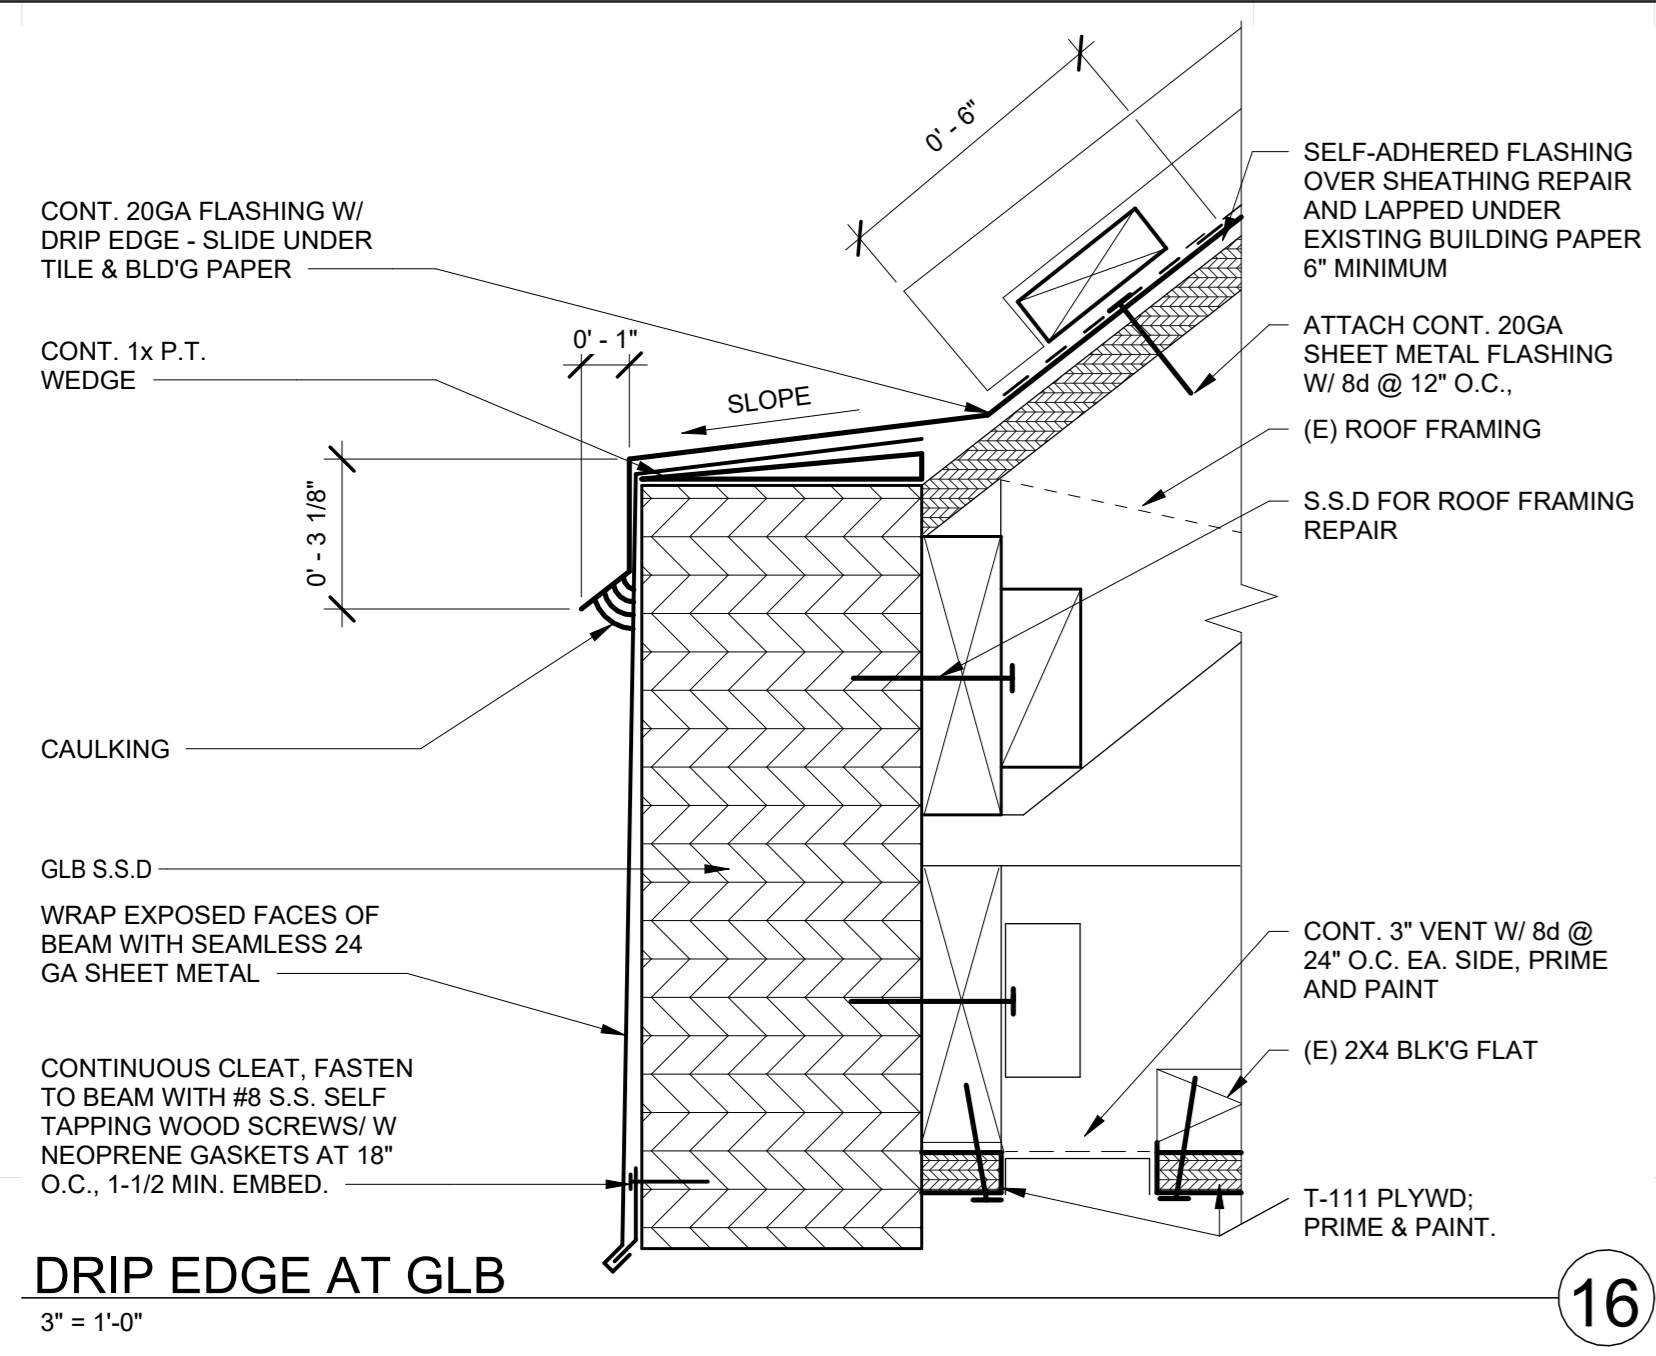 0' - 6"
SELF-ADHERED FLASHING
OVER SHEATHING REPAIR
AND LAPPED UNDER
EXISTING BUILDING PAPER
6" MINIMUM
CONT. 20GA FLASHING W/
DRIP EDGE - SLIDE UNDER
TILE & BLD'G PAPER
ATTACH CONT. 20GA
SHEET METAL FLASHING
W/ 8d @ 12" O.C.,
CONT. 1x P.T.
WEDGE
0' - 1"
SLOPE
(E) ROOF FRAMING
0' - 3 1/8"
S.S.D FOR ROOF FRAMING
REPAIR
CAULKING
GLB S.S.D
WRAP EXPOSED FACES OF
BEAM WITH SEAMLESS 24
GA SHEET METAL
CONT. 3" VENT W/ 8d @
24" O.C. EA. SIDE, PRIME
AND PAINT
(E) 2X4 BLK'G FLAT
CONTINUOUS CLEAT, FASTEN
TO BEAM WITH #8 S.S. SELF
TAPPING WOOD SCREWS/ W
NEOPRENE GASKETS AT 18"
O.C., 1-1/2 MIN. EMBED.
T-111 PLYWD;
PRIME & PAINT.
DRIP EDGE AT GLB
3" = 1'-0"
16